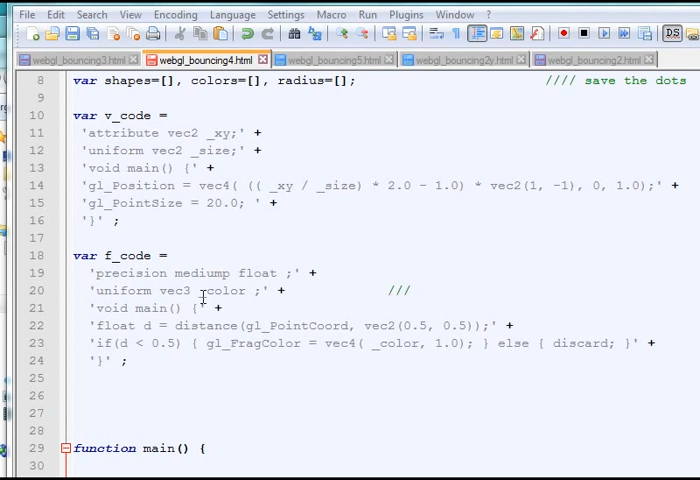 File Edit Search View Encoding Language Settings Macro Run Plugins Window ?
webgl_bouncing3.html webgl_bouncing4.html webgl_bouncing5.html webgl_bouncing2y.html webgl_bouncing2.html
8 var shapes=[], colors=[], radius=[]; //// save the dots
9
10 var v_code =
11 'attribute vec2 _xy;' +
12 'uniform vec2 _size;' +
13 'void main() {' +
14 'gl_Position = vec4( (( _xy / _size) * 2.0 - 1.0) * vec2(1, -1), 0, 1.0);' +
15 'gl_PointSize = 20.0; ' +
16 '}' ;
17
18 var f_code =
19 'precision mediump float ;' +
20 'uniform vec3 _color ;' + ///
21 'void main() {' +
22 'float d = distance(gl_PointCoord, vec2(0.5, 0.5));' +
23 'if(d < 0.5) { gl_FragColor = vec4( _color, 1.0); } else { discard; }' +
24 '}' ;
25
26
27
28
29 function main() {
30